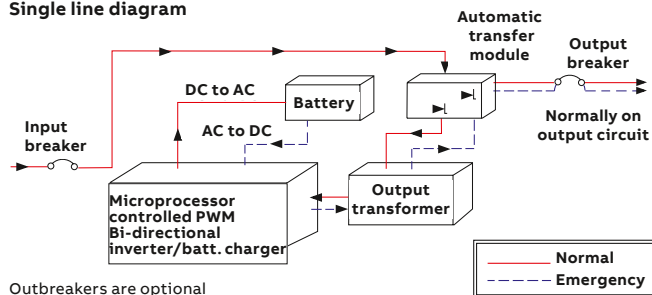 Single line diagram
Automatic
transfer
module
Output
breaker
DC to AC
Battery
Normally on
output circuit
Input
breaker
AC to DC
Microprocessor
controlled PWM
Bi-directional
inverter/batt. charger
Output
transformer
Normal
Emergency
Outbreakers are optional